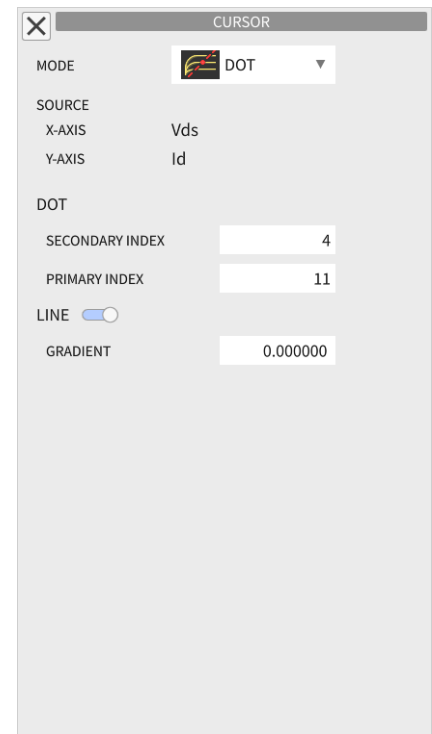 CURSOR
MODE DOT
SOURCE
X-AXIS Vds
Y-AXIS Id
DOT
SECONDARY INDEX 4
PRIMARY INDEX 11
LINE
GRADIENT 0.000000